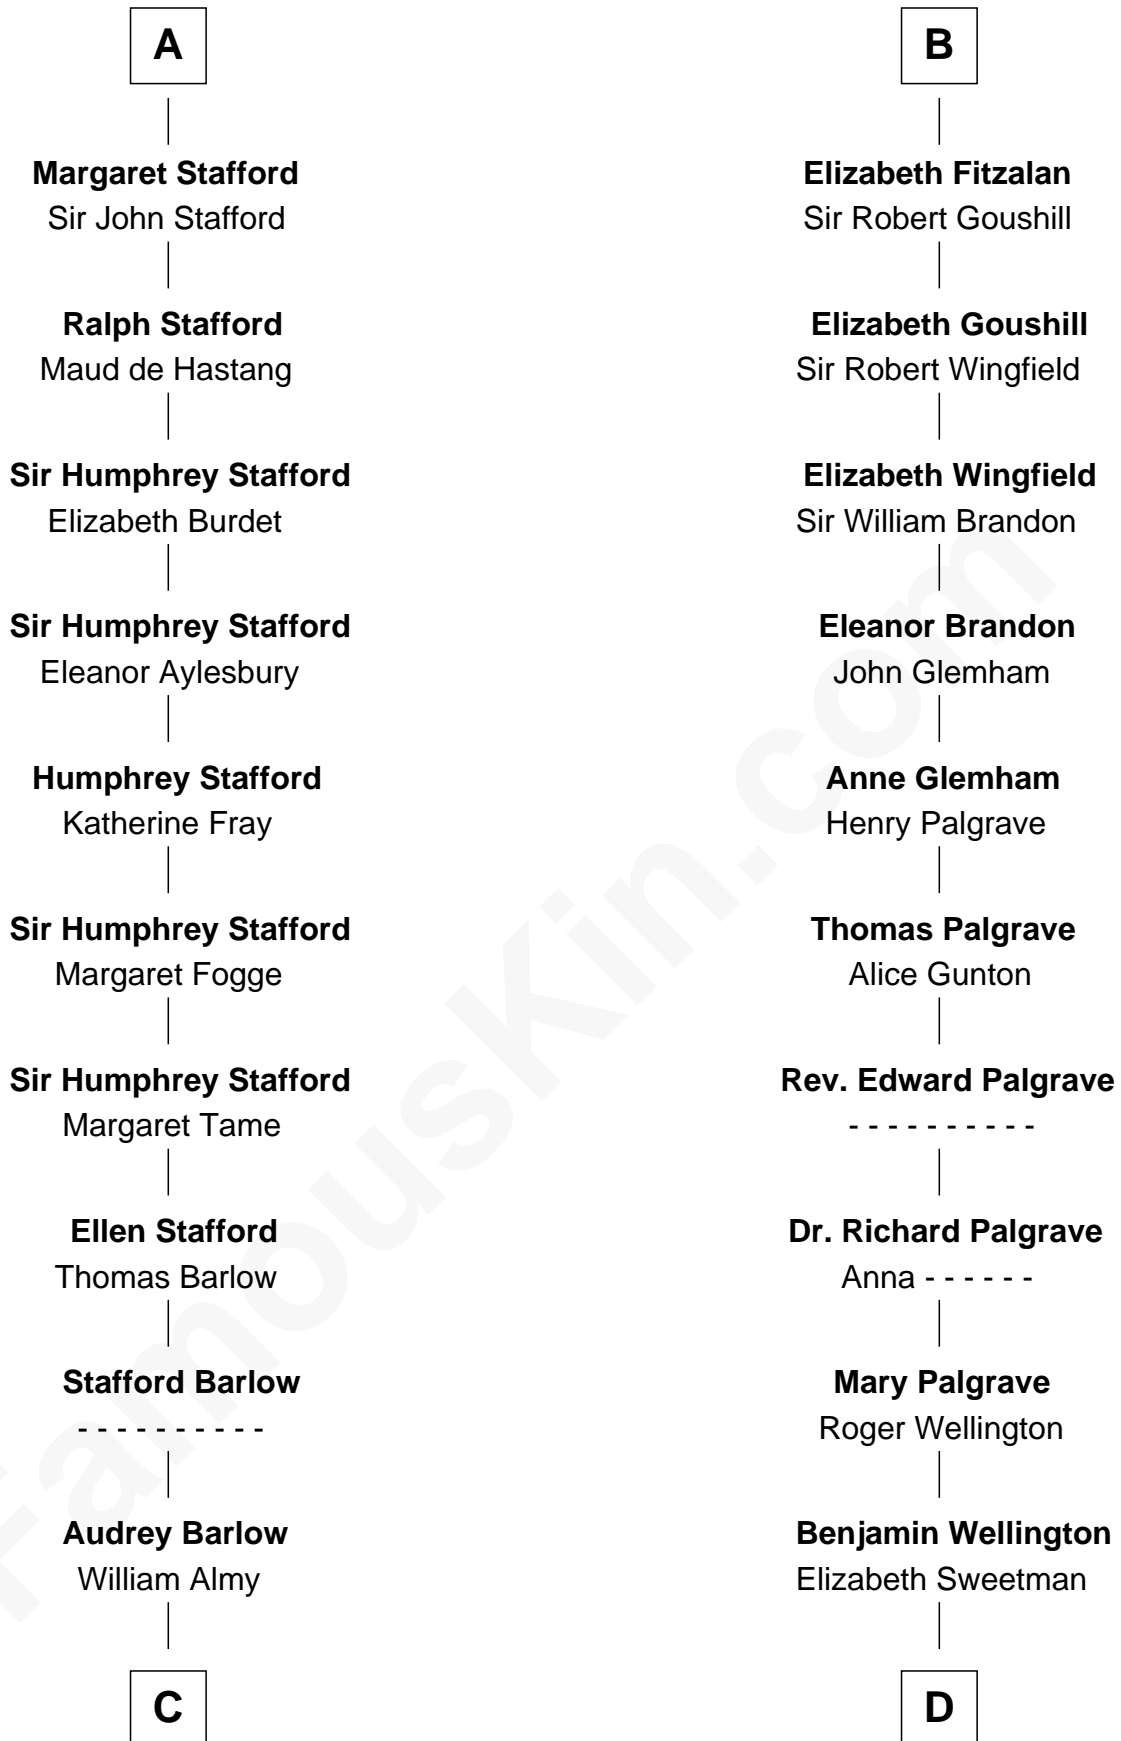 A
Margaret Stafford
Sir John Stafford
Ralph Stafford
Maud de Hastang
Sir Humphrey Stafford
Elizabeth Burdet
Sir Humphrey Stafford
Eleanor Aylesbury
Humphrey Stafford
Katherine Fray
Sir Humphrey Stafford
Margaret Fogge
Sir Humphrey Stafford
Margaret Tame
Ellen Stafford
Thomas Barlow
Stafford Barlow
- - - - - - - - - -
Audrey Barlow
William Almy
C
B
Elizabeth Fitzalan
Sir Robert Goushill
Elizabeth Goushill
Sir Robert Wingfield
Elizabeth Wingfield
Sir William Brandon
Eleanor Brandon
John Glemham
Anne Glemham
Henry Palgrave
Thomas Palgrave
Alice Gunton
Rev. Edward Palgrave
- - - - - - - - - -
Dr. Richard Palgrave
Anna - - - - - -
Mary Palgrave
Roger Wellington
Benjamin Wellington
Elizabeth Sweetman
D
FamousKin.com